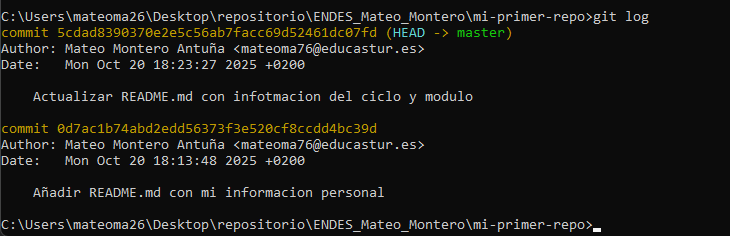 C:\Users\mateoma26\Desktop\repositorio\ENDES_Mateo_Montero\mi-primer-repo>git log
commit 5cdad8390370e2e5c56ab7facc69d52461dc07fd (HEAD -> master)
Author: Mateo Montero Antuña <mateoma76@educastur.es>
Date:   Mon Oct 20 18:23:27 2025 +0200
Actualizar README.md con infotmacion del ciclo y modulo
commit 0d7ac1b74abd2edd56373f3e520cf8ccdd4bc39d
Author: Mateo Montero Antuña <mateoma76@educastur.es>
Date:   Mon Oct 20 18:13:48 2025 +0200
Añadir README.md con mi informacion personal
C:\Users\mateoma26\Desktop\repositorio\ENDES_Mateo_Montero\mi-primer-repo>